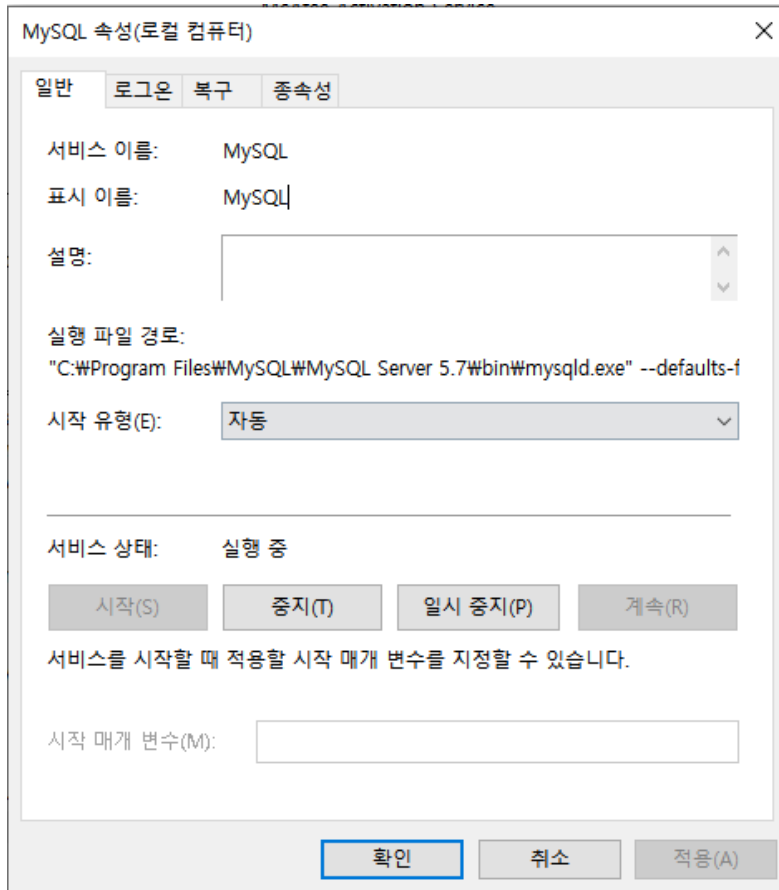 MySQL 속성(로컬 컴퓨터)
일반 로그온 복구 종속성
서비스 이름: MySQL
표시 이름: MySQL
설명:
실행 파일 경로:
"C:₩Program Files₩MySQL₩MySQL Server 5.7₩bin₩mysqld.exe" --defaults-f
시작 유형(E): 자동
서비스 상태: 실행 중
시작(S) 중지(T) 일시 중지(P) 계속(R)
서비스를 시작할 때 적용할 시작 매개 변수를 지정할 수 있습니다.
시작 매개 변수(M):
확인 취소 적용(A)